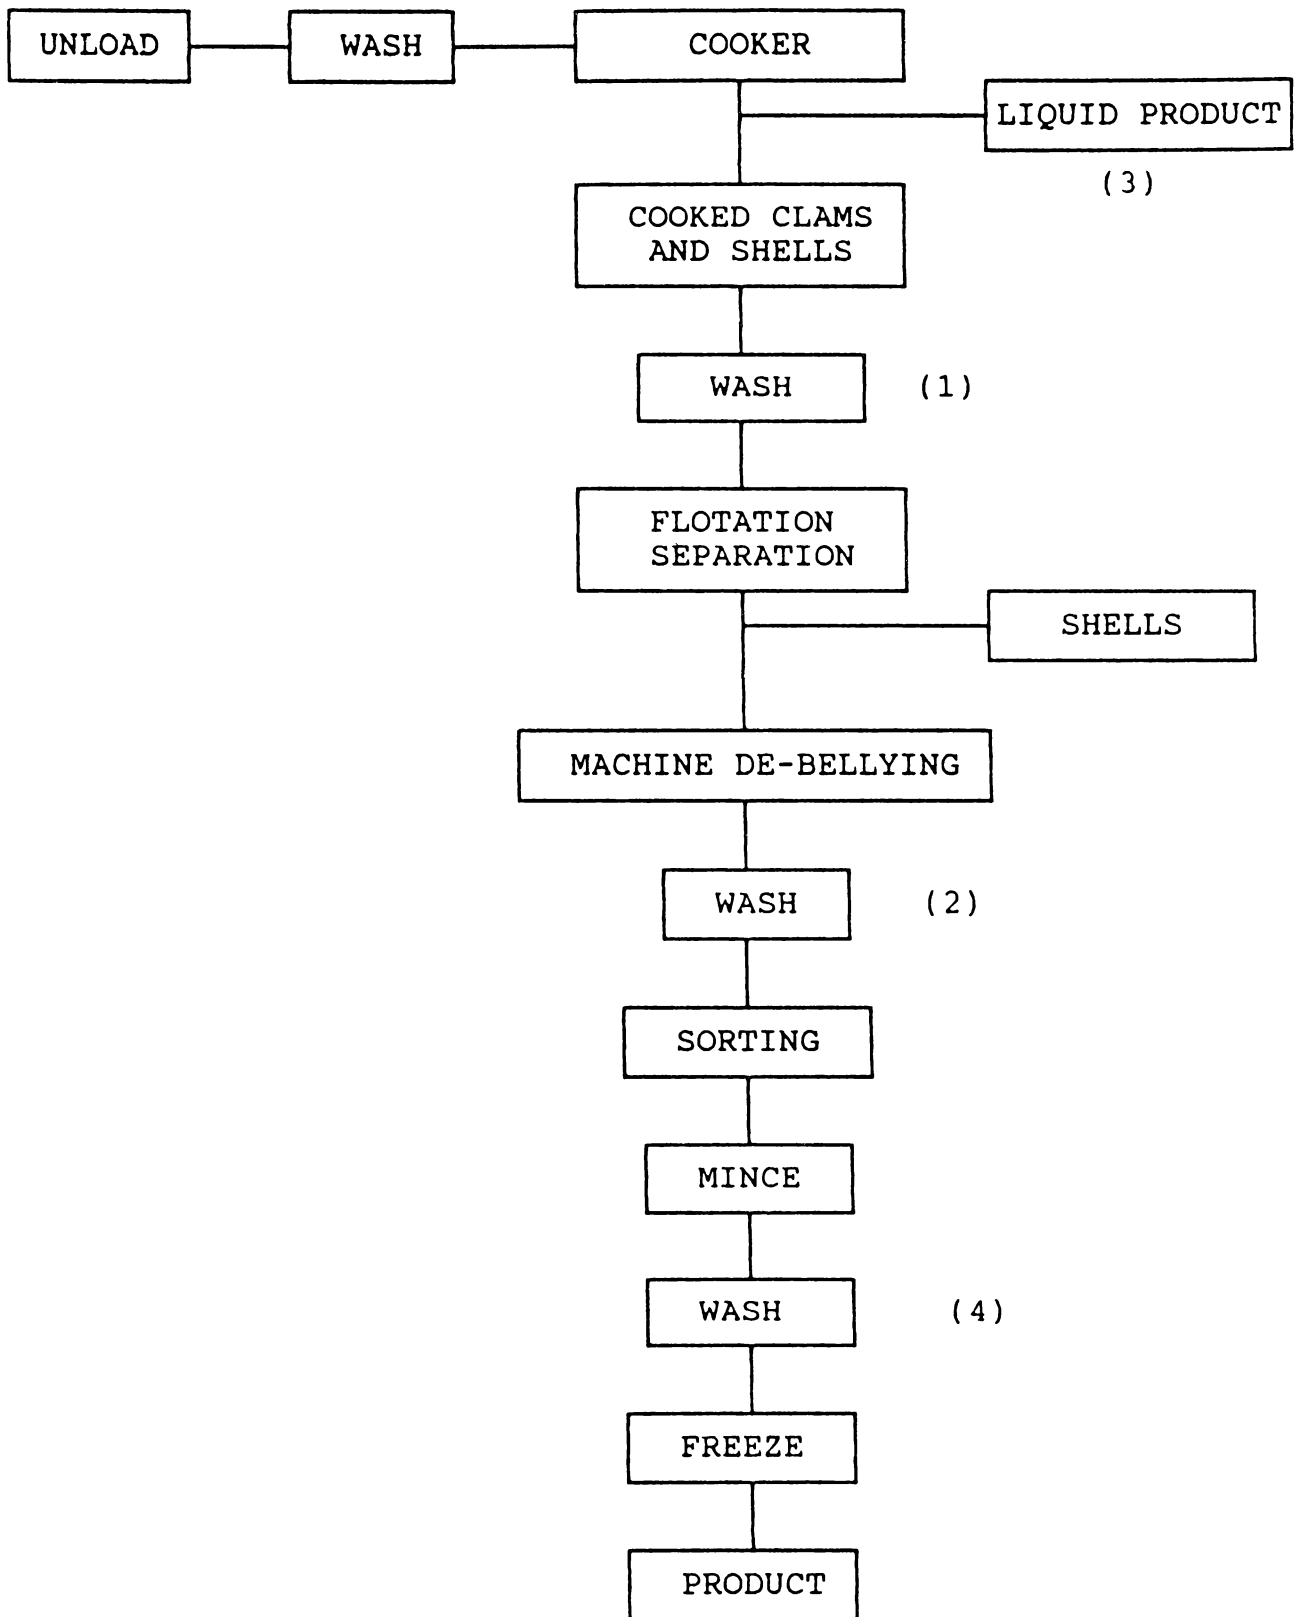 UNLOAD
WASH
COOKER
LIQUID PRODUCT
(3)
COOKED CLAMS
AND SHELLS
WASH
(1)
FLOTATION
SEPARATION
SHELLS
MACHINE DE-BELLYING
WASH
(2)
SORTING
MINCE
WASH
(4)
FREEZE
PRODUCT